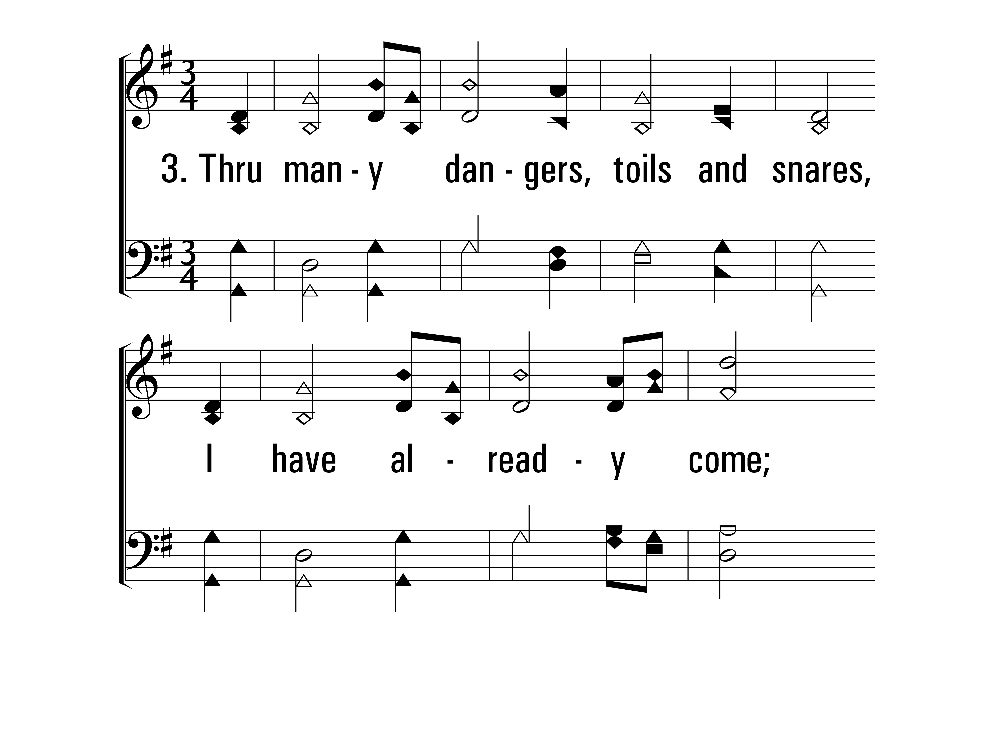 3. Thru man - y dan - gers, toils and snares,
I have al - read - y come;